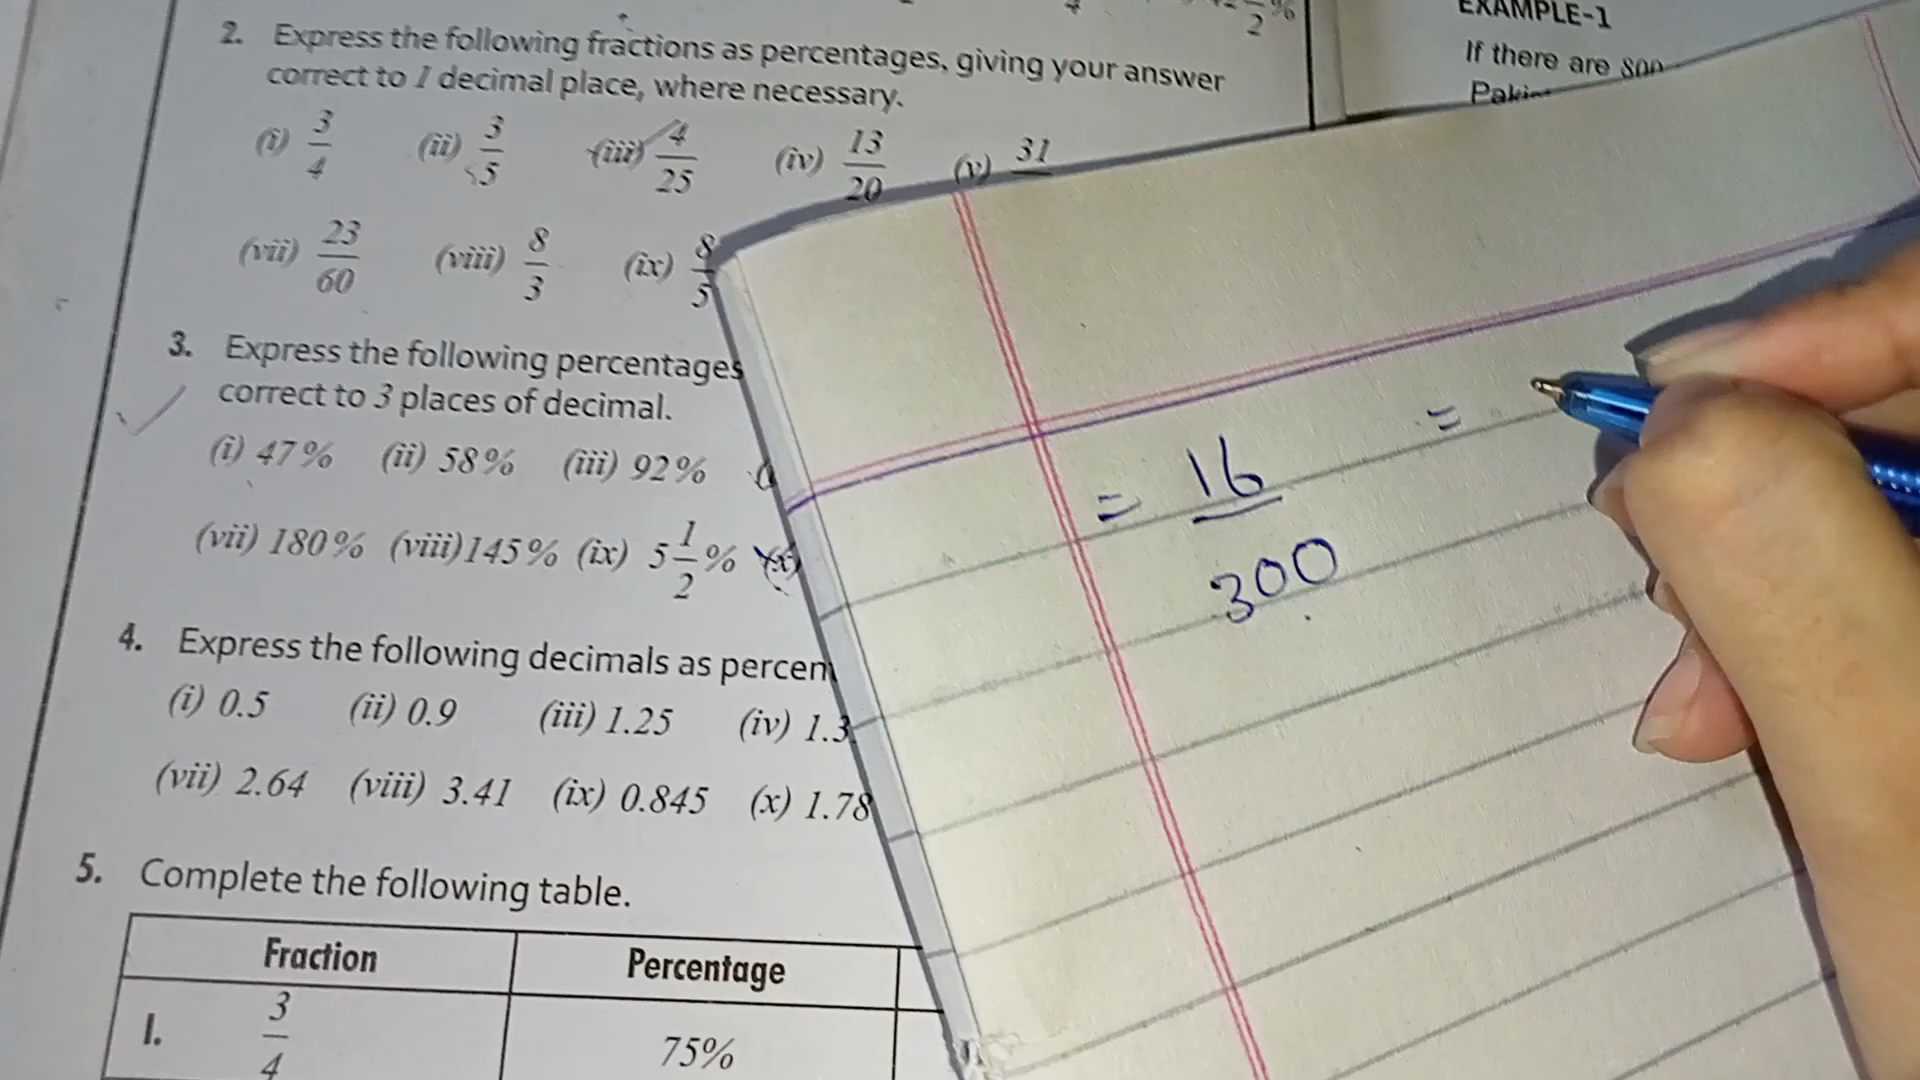 2. Express the following fractions as percentages, giving your answer
correct to 1 decimal place, where necessary.
(i) 3/4 (ii) 3/5 (iii) 4/25 (iv) 13/20 (v) 31
(vii) 23/60 (viii) 8/3 (ix) 8/5
3. Express the following percentages
correct to 3 places of decimal.
(i) 47% (ii) 58% (iii) 92%
(vii) 180% (viii) 145% (ix) 5 1/2 % (x)
4. Express the following decimals as percen
(i) 0.5 (ii) 0.9 (iii) 1.25 (iv) 1.3
(vii) 2.64 (viii) 3.41 (ix) 0.845 (x) 1.78
5. Complete the following table.
Fraction Percentage
1. 3/4 75%
EXAMPLE-1
If there are 800
= 16/300 =